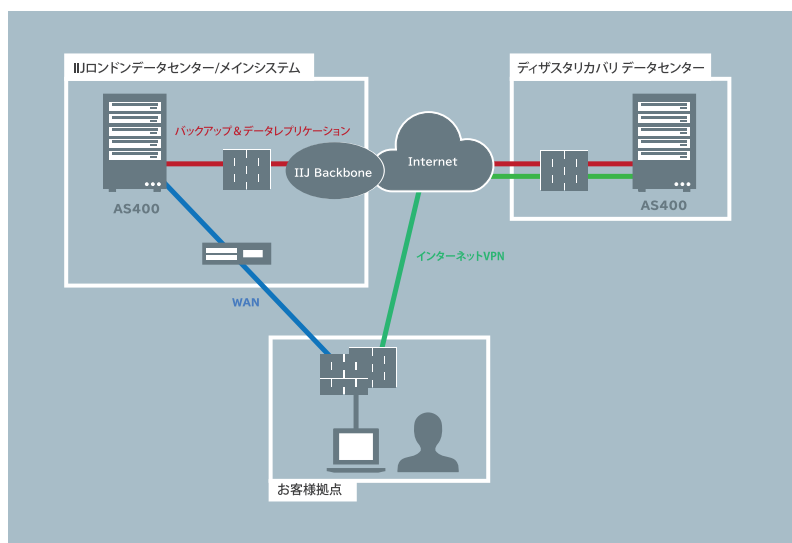 IIJロンドンデータセンター/メインシステム
ディザスタリカバリ データセンター
バックアップ＆データレプリケーション
IIJ Backbone
Internet
AS400
AS400
インターネットVPN
WAN
お客様拠点